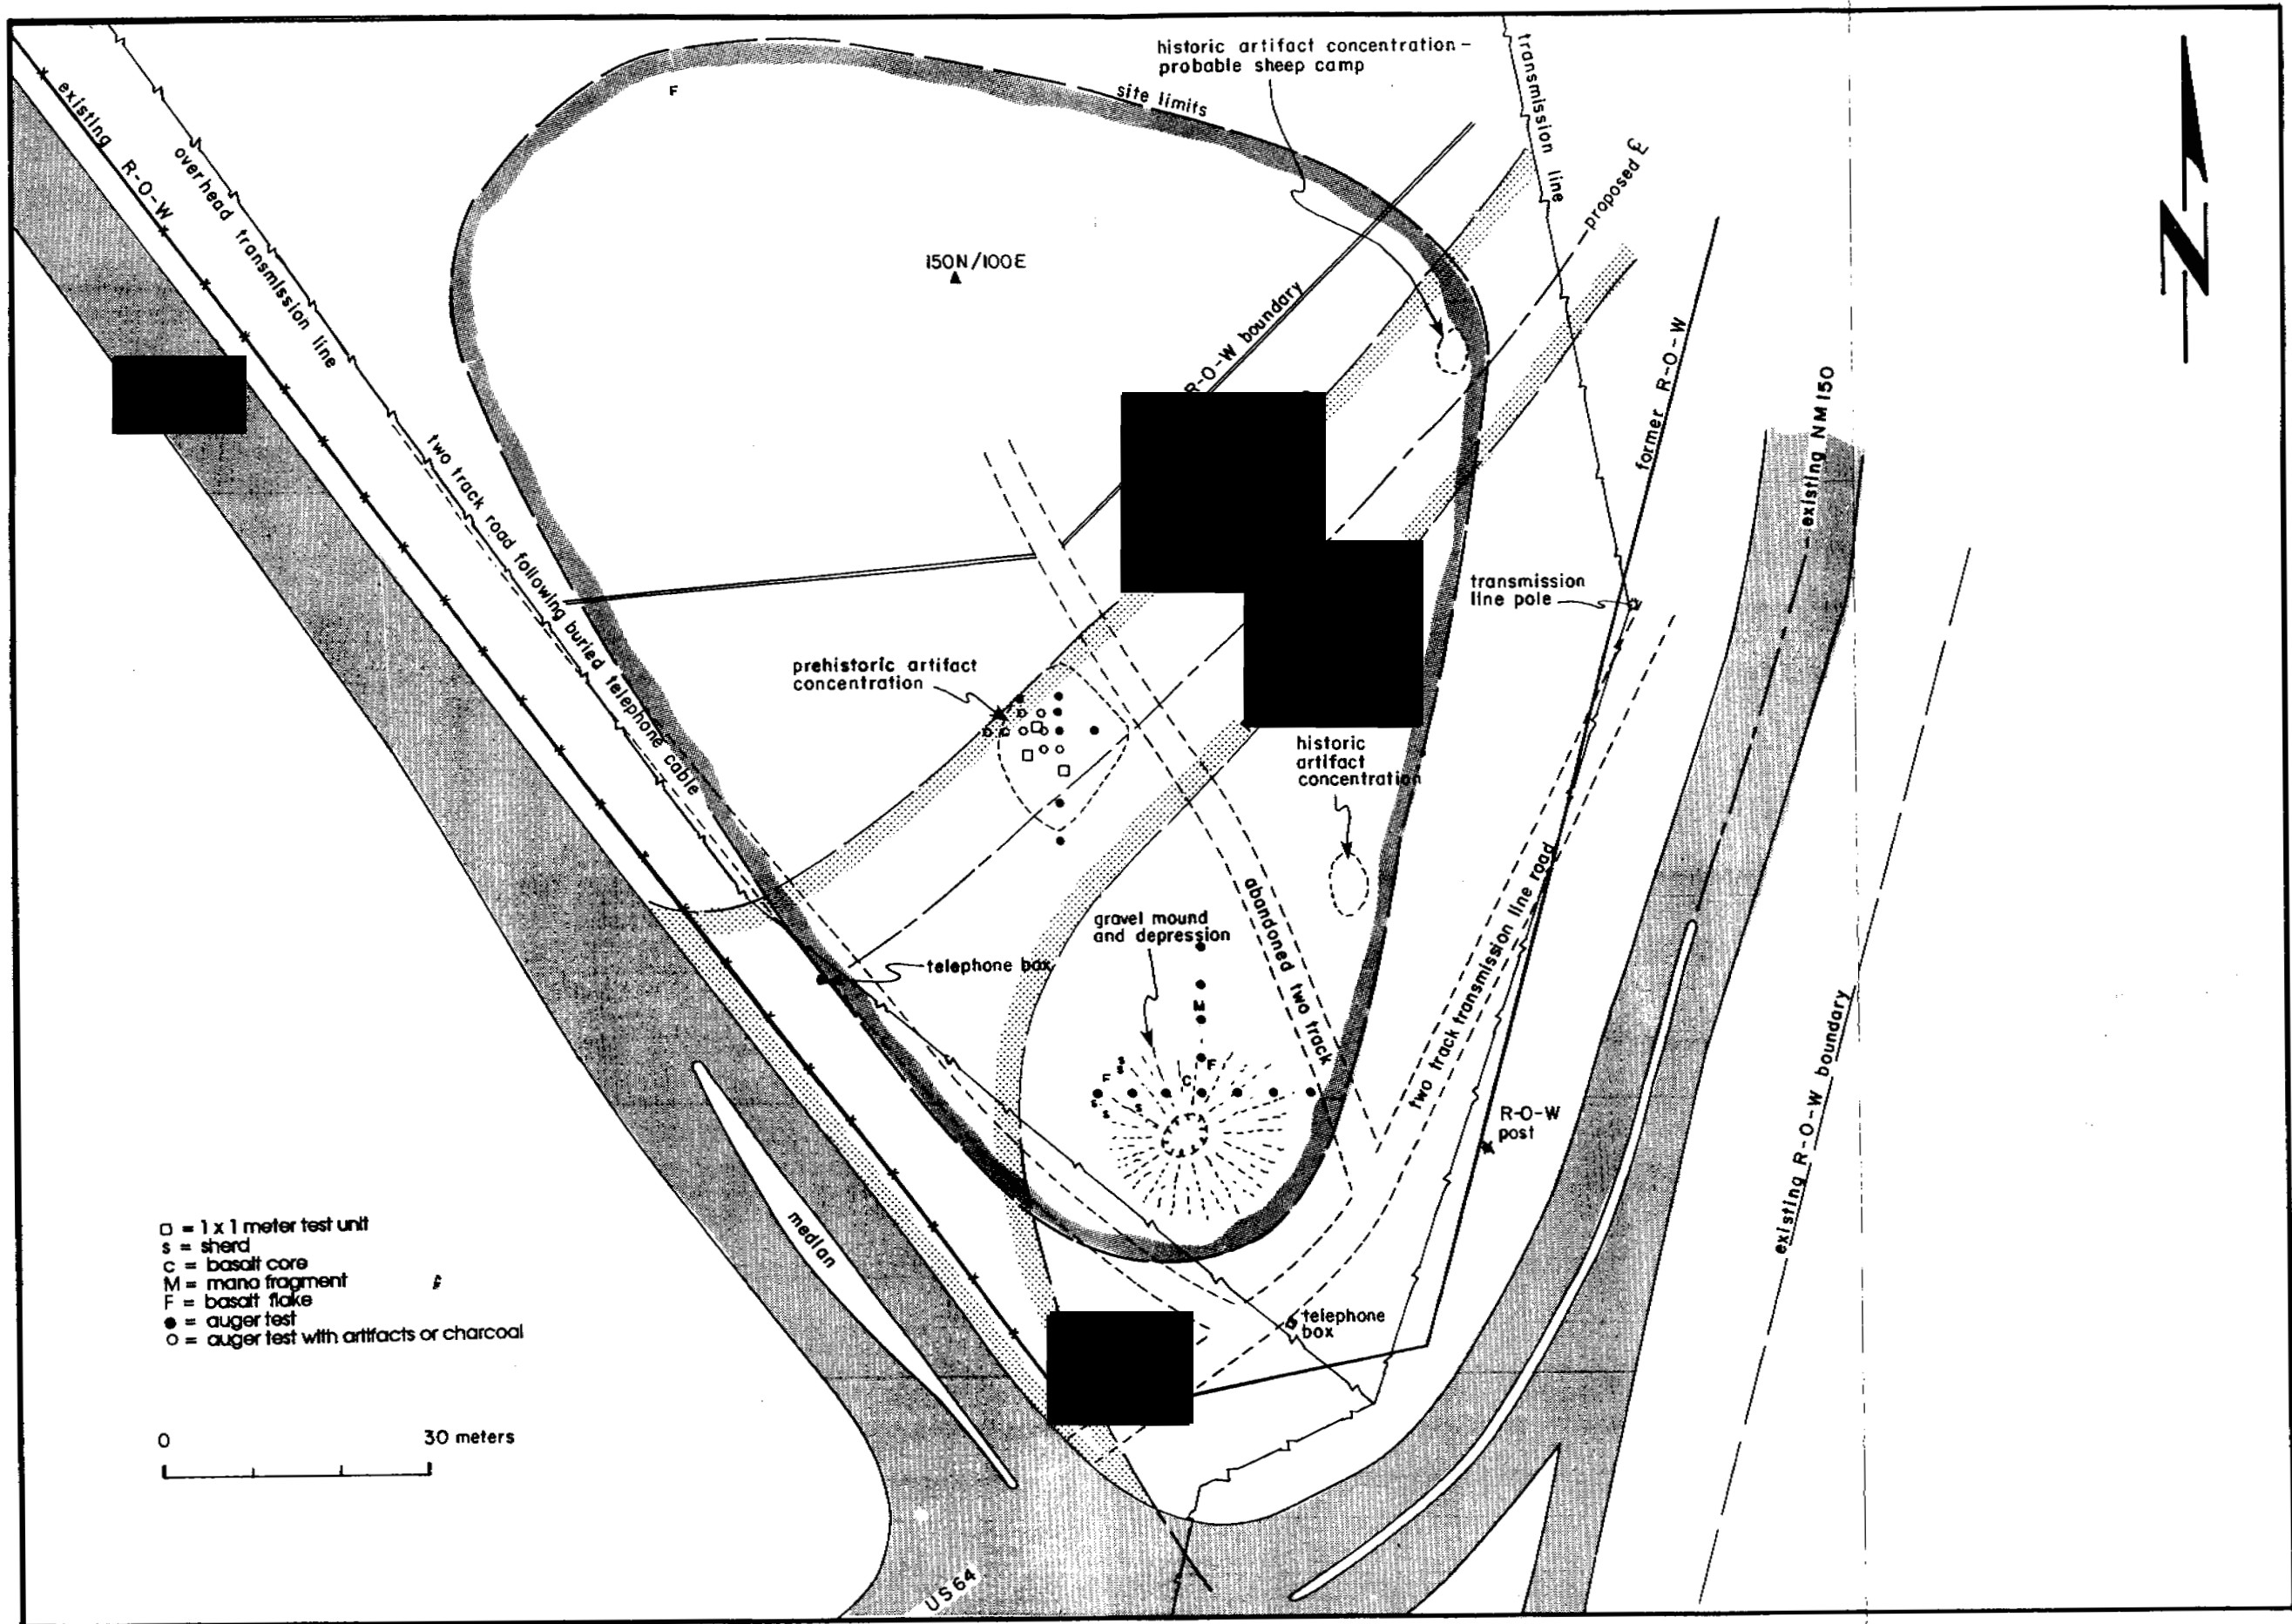 historic artifact concentration -
probable sheep camp
site limits
transmission line
proposed ℄
existing R-O-W
overhead transmission line
150N/100E
R-O-W boundary
former R-O-W
existing NM 150
two track road following buried telephone cable
transmission
line pole
prehistoric artifact
concentration
historic
artifact
concentration
abandoned two track
two track transmission line road
gravel mound
and depression
telephone box
existing R-O-W boundary
R-O-W
post
median
telephone
box
F
M
F
C
F
s
s
s
s
s
□ = 1 x 1 meter test unit
s = sherd
C = basalt core
M = mano fragment
F = basalt flake
● = auger test
○ = auger test with artifacts or charcoal
0 30 meters
US 64
N